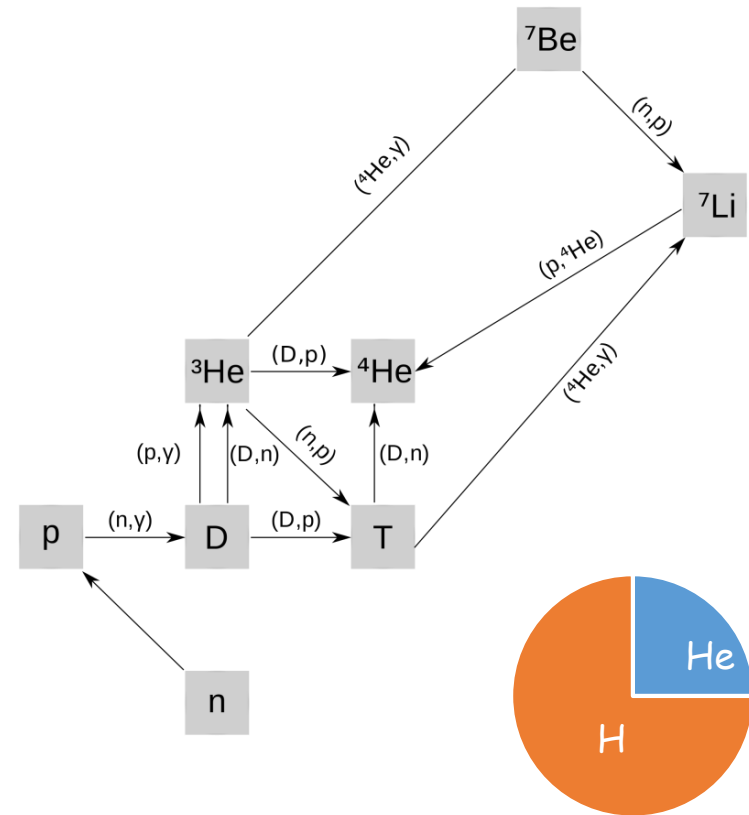 ⁷Be
(n,p)
(⁴He,γ)
⁷Li
(p,⁴He)
³He
(D,p)
⁴He
(⁴He,γ)
(p,γ)
(D,n)
(n,p)
(D,n)
p
(n,γ)
D
(D,p)
T
He
n
H